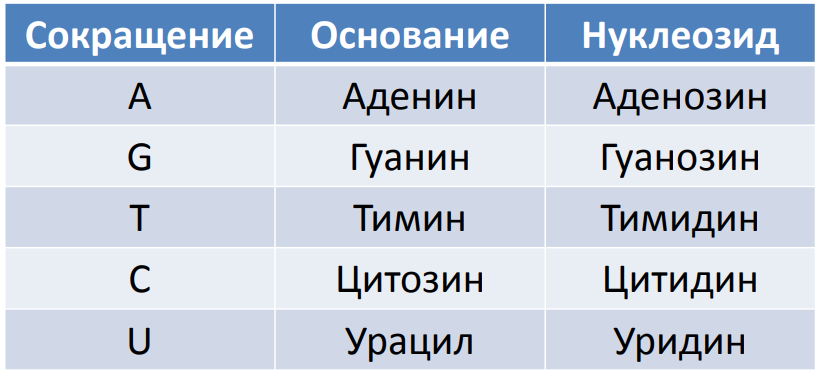 Сокращение Основание Нуклеозид
A Аденин Аденозин
G Гуанин Гуанозин
T Тимин Тимидин
C Цитозин Цитидин
U Урацил Уридин